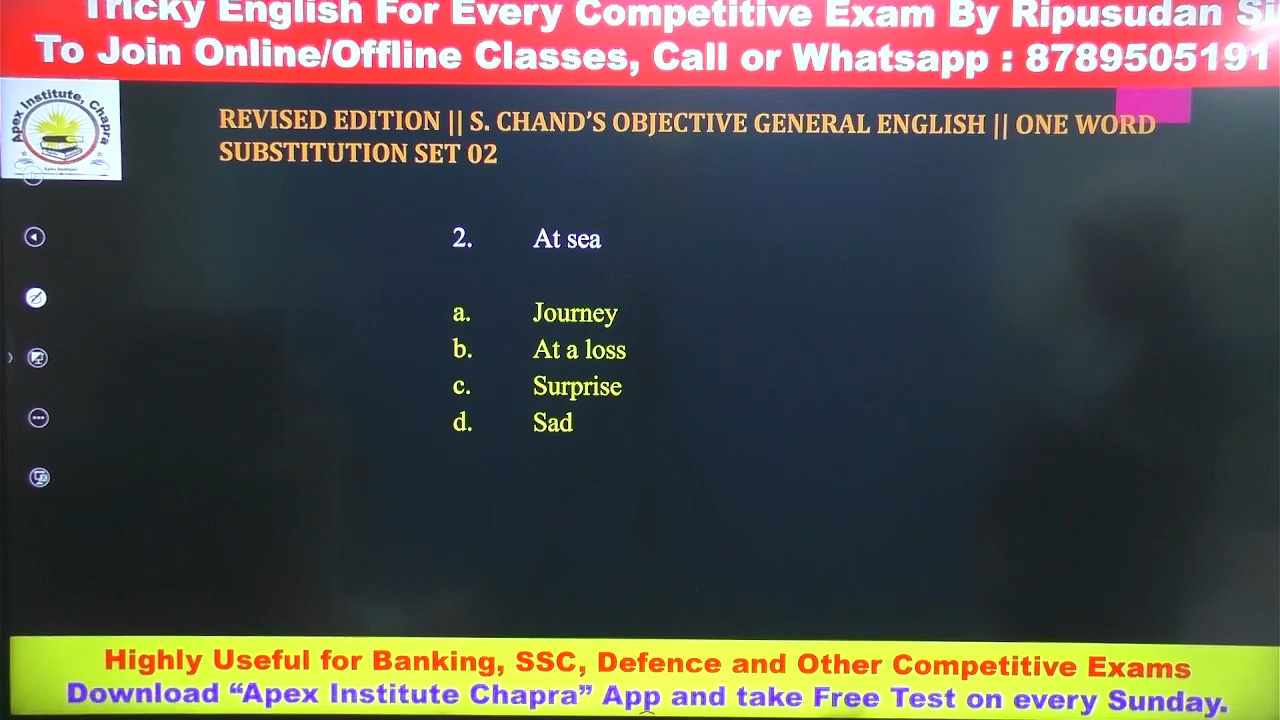 Tricky English For Every Competitive Exam By Ripusudan
To Join Online/Offline Classes, Call or Whatsapp : 8789505191
Apex Institute, Chapra
REVISED EDITION || S. CHAND’S OBJECTIVE GENERAL ENGLISH || ONE WORD
SUBSTITUTION SET 02
2. At sea
a. Journey
b. At a loss
c. Surprise
d. Sad
Highly Useful for Banking, SSC, Defence and Other Competitive Exams
Download “Apex Institute Chapra” App and take Free Test on every Sunday.